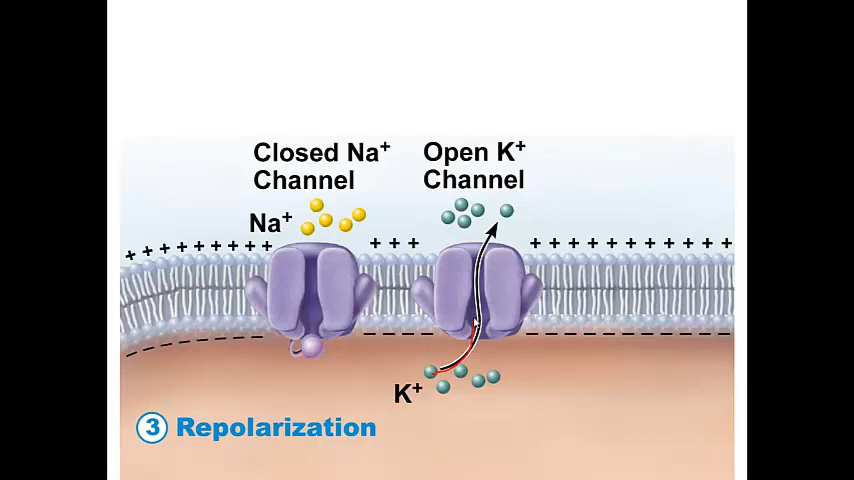 Closed Na⁺ Open K⁺
Channel Channel
Na⁺
+ + + + + + + + + + + + + + + + + + + + + + + + + +
K⁺
3 Repolarization